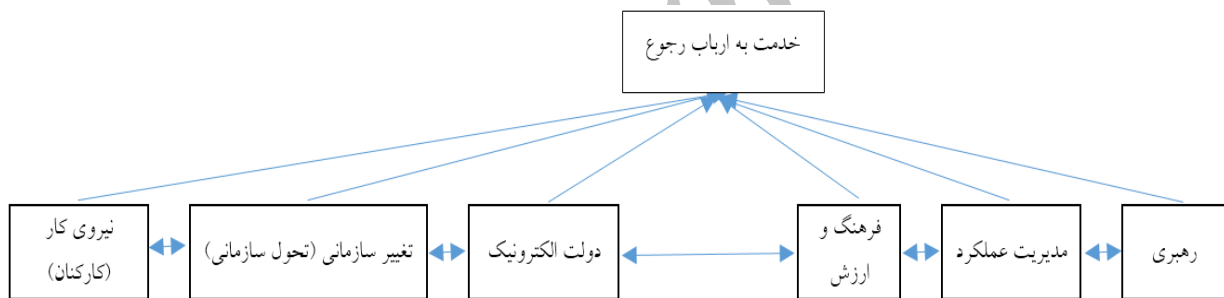 خدمت به ارباب رجوع
رهبری
مدیریت عملکرد
فرهنگ و
ارزش
دولت الکترونیک
تغییر سازمانی (تحول سازمانی)
نیروی کار
(کارکنان)